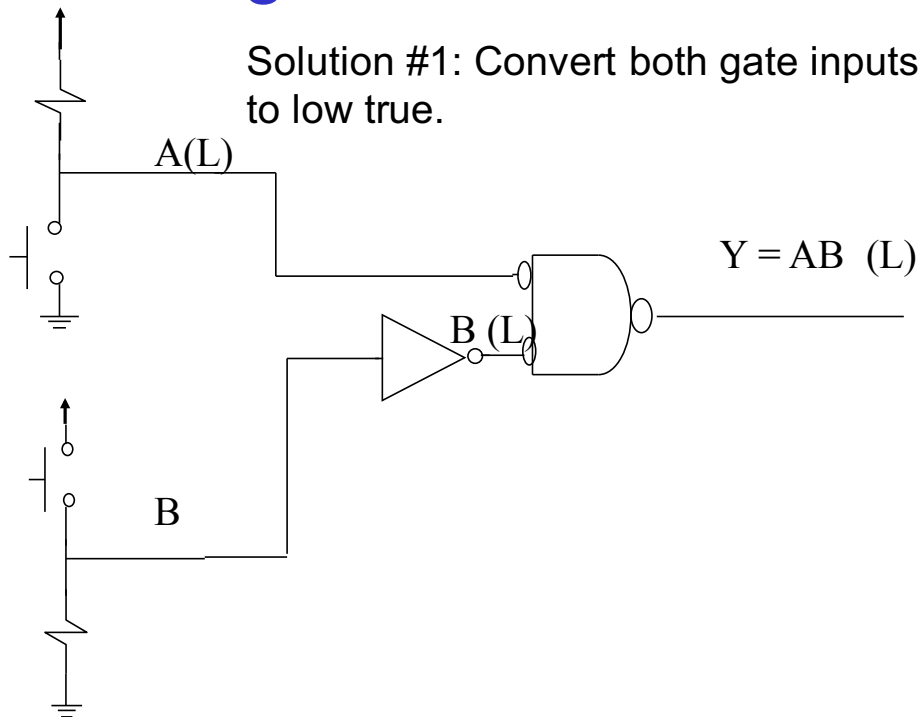 Solution #1: Convert both gate inputs
to low true.
A(L)
Y = AB (L)
B (L)
B